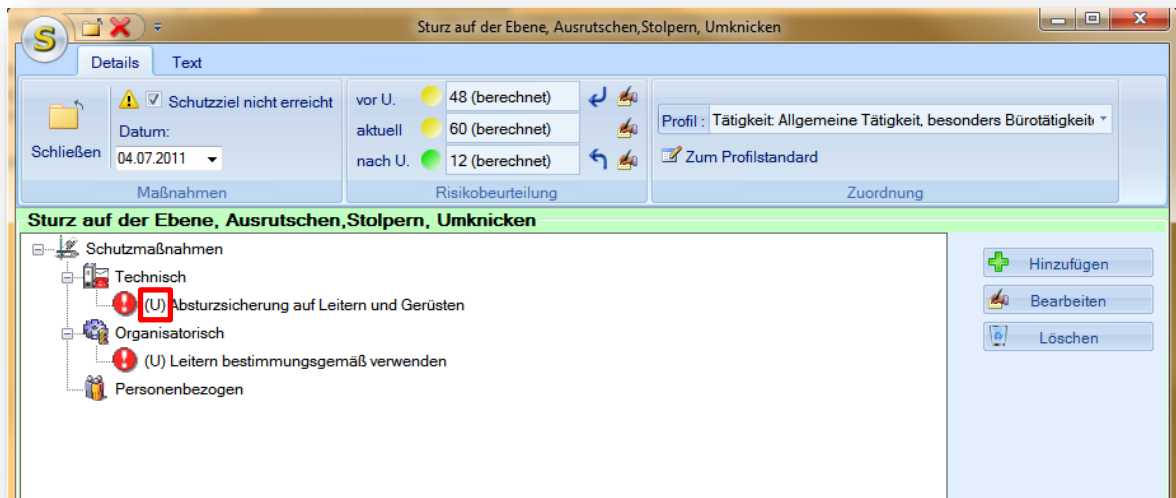 Sturz auf der Ebene, Ausrutschen,Stolpern, Umknicken
S
Details Text
Schließen
Schutzziel nicht erreicht
Datum:
04.07.2011
Maßnahmen
vor U. 48 (berechnet)
aktuell 60 (berechnet)
nach U. 12 (berechnet)
Risikobeurteilung
Profil : Tätigkeit: Allgemeine Tätigkeit, besonders Bürotätigkeit
Zum Profilstandard
Zuordnung
Sturz auf der Ebene, Ausrutschen,Stolpern, Umknicken
Schutzmaßnahmen
Technisch
(U) Absturzsicherung auf Leitern und Gerüsten
Organisatorisch
(U) Leitern bestimmungsgemäß verwenden
Personenbezogen
Hinzufügen
Bearbeiten
Löschen